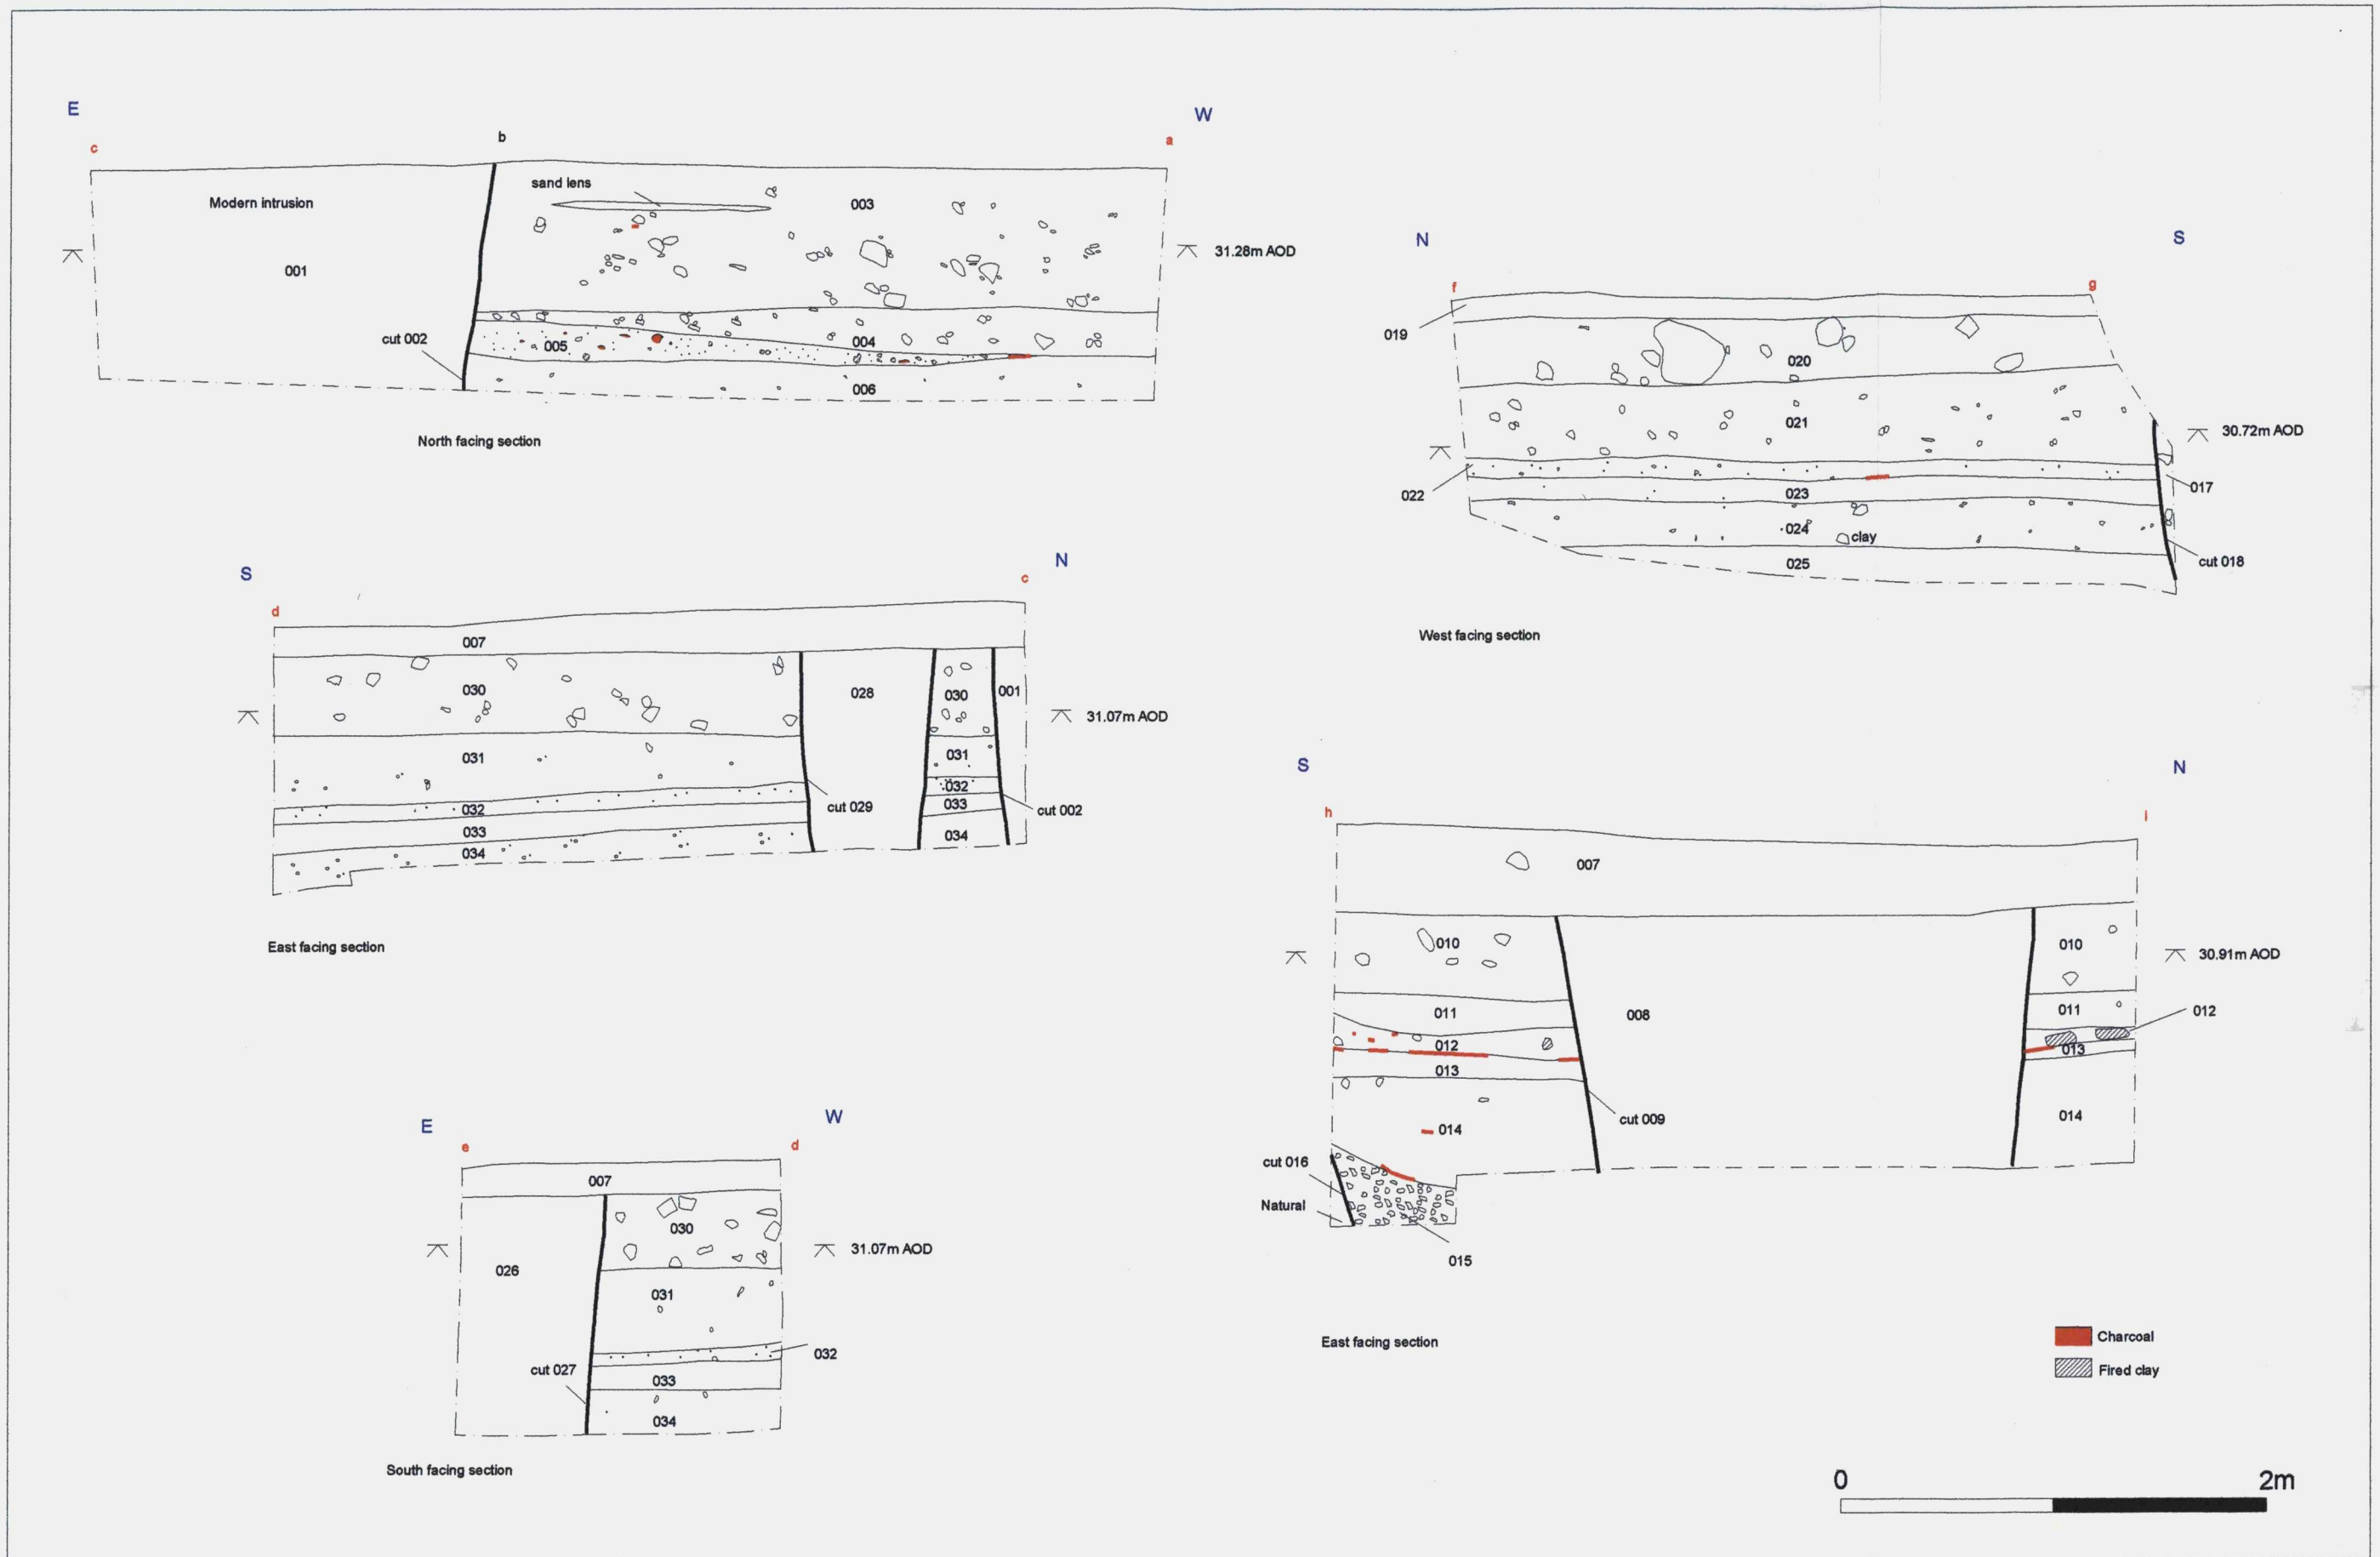 E
W
c
b
a
sand lens
Modern intrusion
003
001
31.28m AOD
cut 002
005
004
006
North facing section
N
S
f
g
019
020
021
30.72m AOD
022
023
017
024
clay
025
cut 018
West facing section
S
N
d
c
007
030
028
030
001
31.07m AOD
031
031
032
032
033
033
034
034
cut 029
cut 002
East facing section
S
N
h
i
007
010
010
30.91m AOD
011
008
011
012
012
013
013
014
014
cut 009
cut 016
Natural
015
East facing section
E
W
e
d
007
030
31.07m AOD
026
031
032
cut 027
033
034
South facing section
Charcoal
Fired clay
0 2m